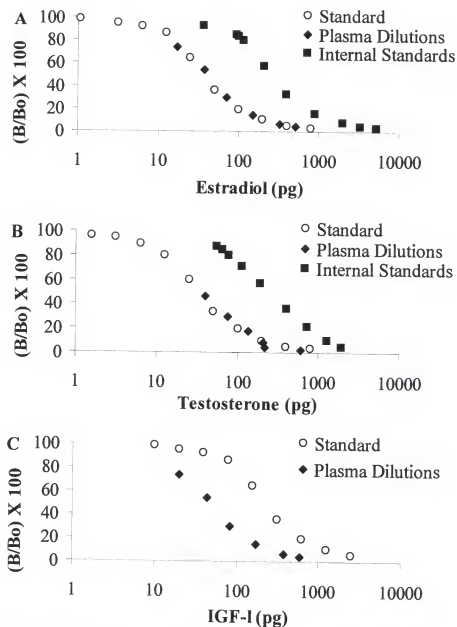 A
(B/Bo) X 100
100
80
60
40
20
0
○ Standard
◆ Plasma Dilutions
■ Internal Standards
1 10 100 1000 10000
Estradiol (pg)
B
(B/Bo) X 100
100
80
60
40
20
0
○ Standard
◆ Plasma Dilutions
■ Internal Standards
1 10 100 1000 10000
Testosterone (pg)
C
(B/Bo) X 100
100
80
60
40
20
0
○ Standard
◆ Plasma Dilutions
1 10 100 1000 10000
IGF-l (pg)